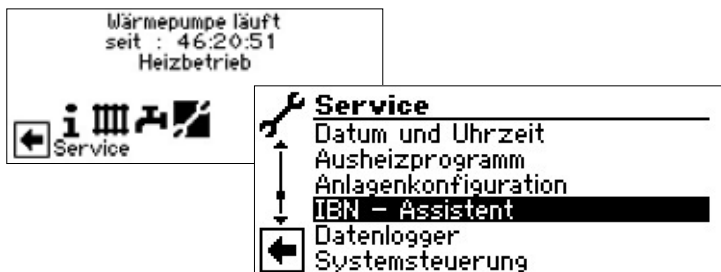 Wärmepumpe läuft
seit : 46:20:51
Heizbetrieb
Service
Service
Datum und Uhrzeit
Ausheizprogramm
Anlagenkonfiguration
IBN - Assistent
Datenlogger
Systemsteuerung